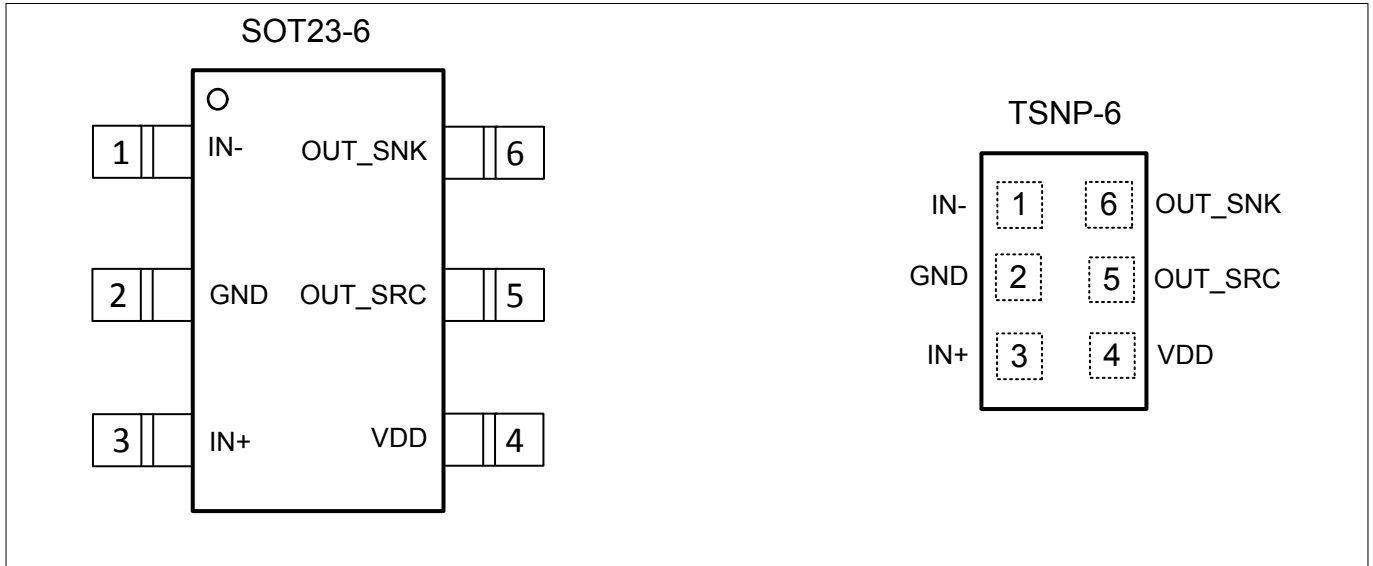 SOT23-6
1 IN- OUT_SNK 6
2 GND OUT_SRC 5
3 IN+ VDD 4
TSNP-6
IN- 1 6 OUT_SNK
GND 2 5 OUT_SRC
IN+ 3 4 VDD